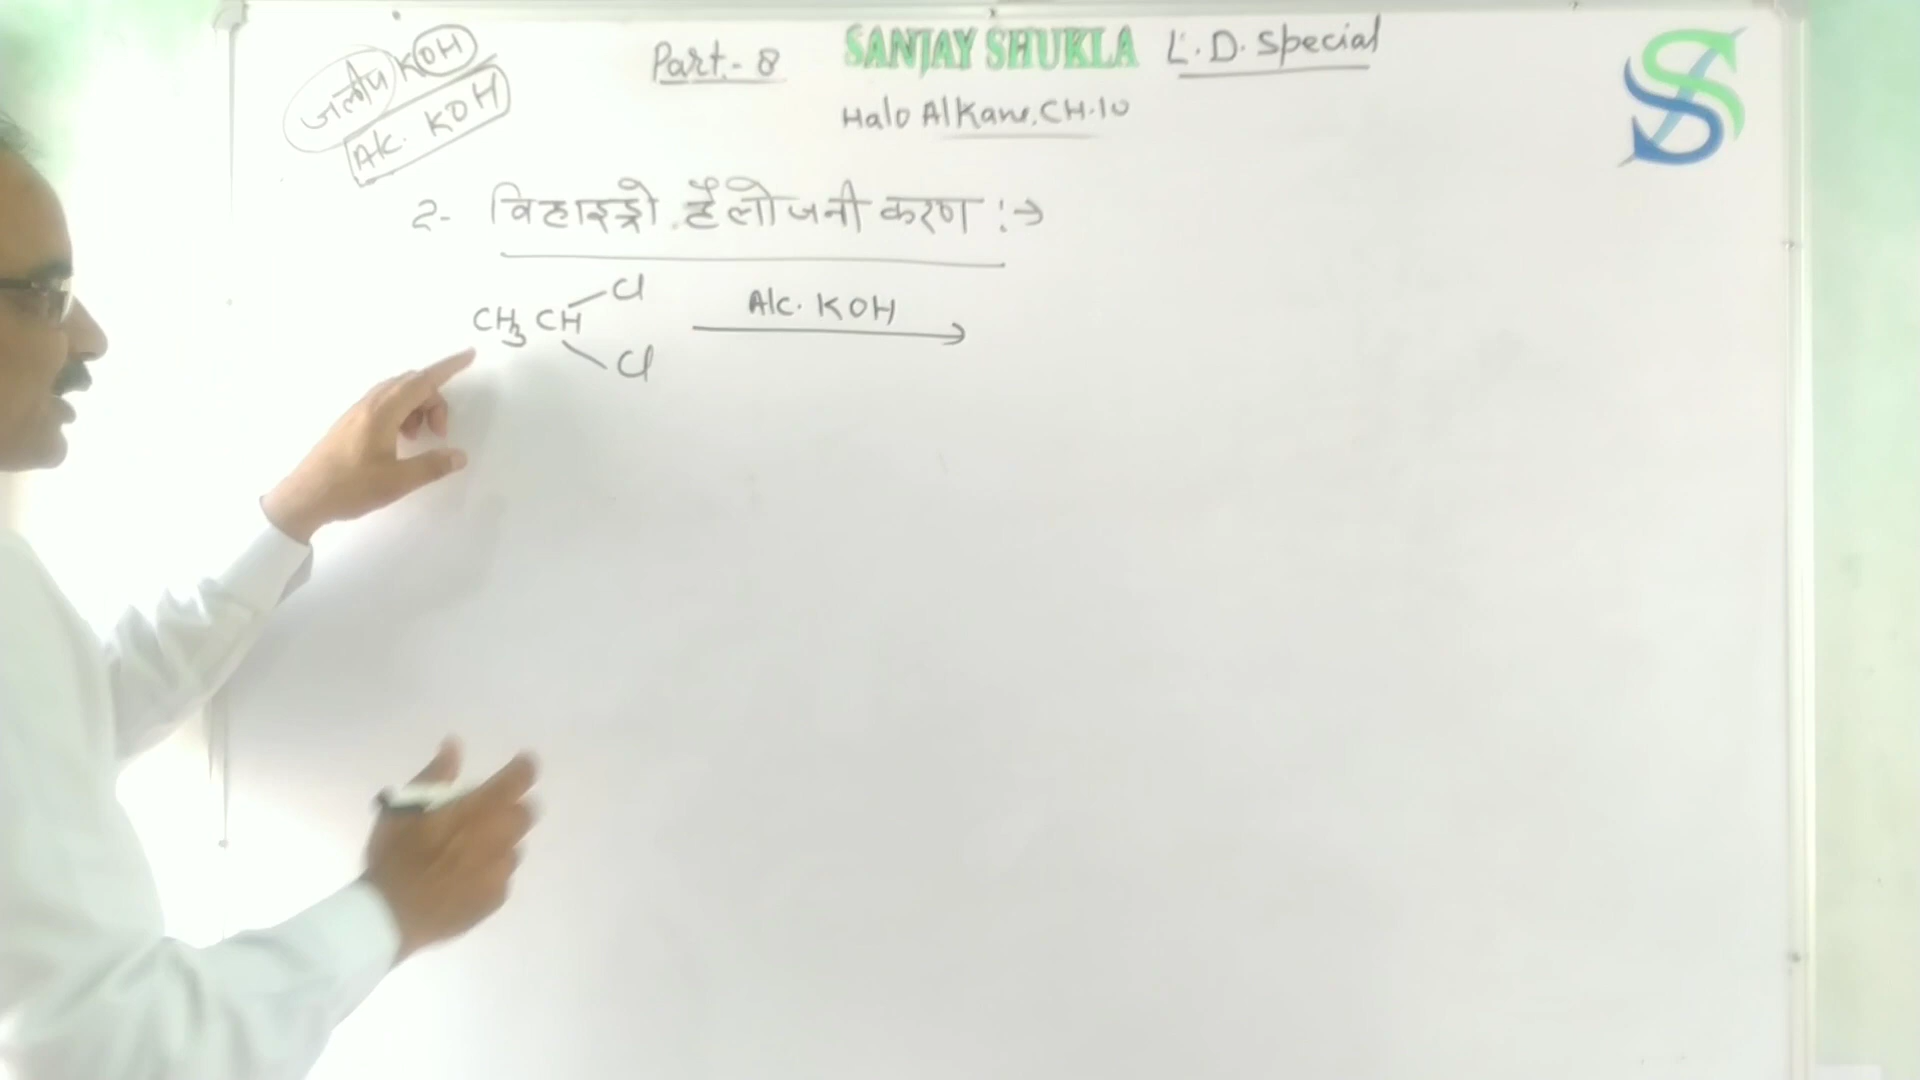 जलीय KOH
Alc. KOH
Part.- 8
SANJAY SHUKLA
L.D. Special
Halo Alkane.CH.10
2- विहाइड्रो हैलोजनीकरण :→
CH3 CH
Cl
Cl
Alc. KOH